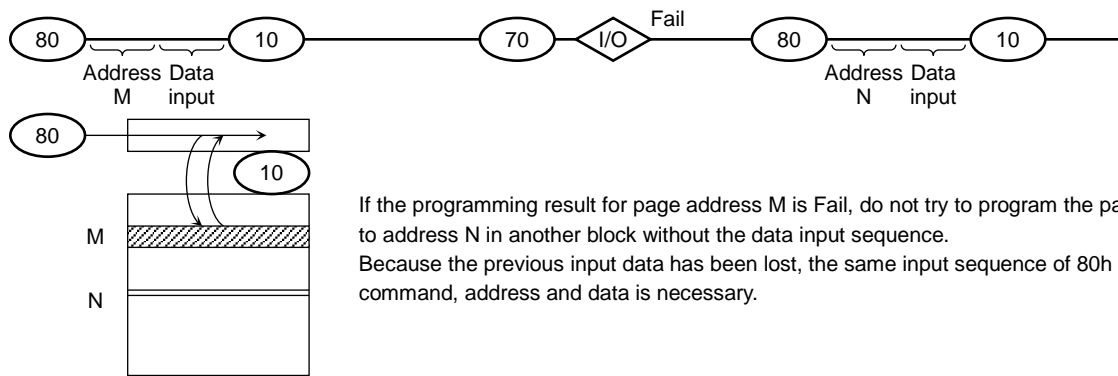 80 10 70 I/O Fail 80 10
Address Data Address Data
M input N input
80
10
M
N
If the programming result for page address M is Fail, do not try to program the
to address N in another block without the data input sequence.
Because the previous input data has been lost, the same input sequence of 80h
command, address and data is necessary.